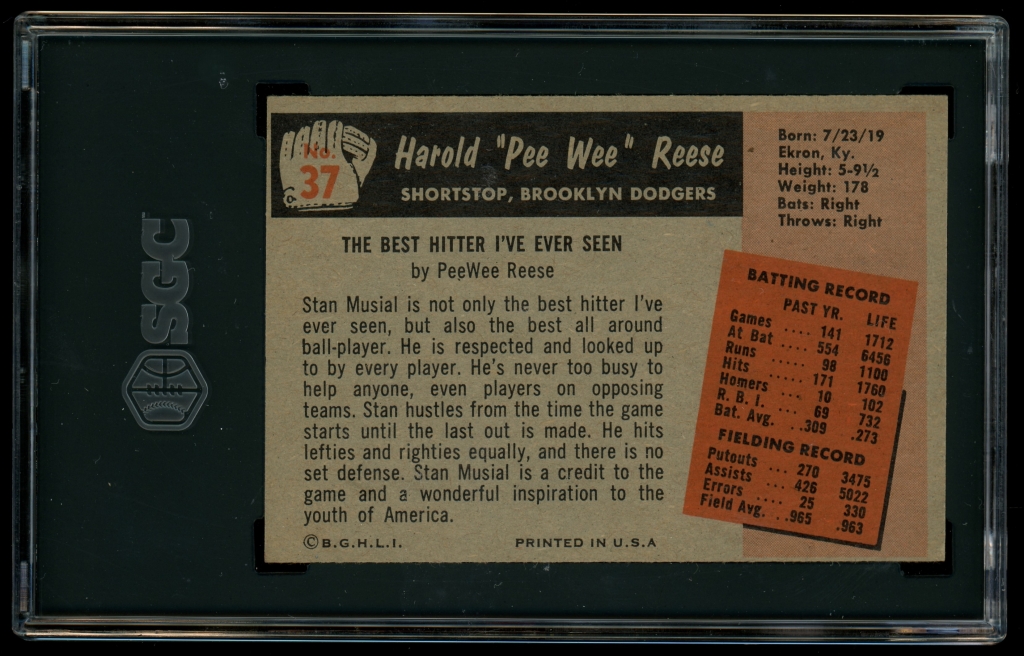 SGC
No.
37
Harold "Pee Wee" Reese
SHORTSTOP, BROOKLYN DODGERS
THE BEST HITTER I'VE EVER SEEN
by PeeWee Reese
Stan Musial is not only the best hitter I've
ever seen, but also the best all around
ball-player. He is respected and looked up
to by every player. He's never too busy to
help anyone, even players on opposing
teams. Stan hustles from the time the game
starts until the last out is made. He hits
lefties and righties equally, and there is no
set defense. Stan Musial is a credit to the
game and a wonderful inspiration to the
youth of America.
©B.G.H.L.I.
PRINTED IN U.S.A
Born: 7/23/19
Ekron, Ky.
Height: 5-9½
Weight: 178
Bats: Right
Throws: Right
BATTING RECORD
PAST YR. LIFE
Games .... 141 1712
At Bat .... 554 6456
Runs ..... 98 1100
Hits ..... 171 1760
Homers .... 10 102
R. B. I. ... 69 732
Bat. Avg. ..309 .273
FIELDING RECORD
Putouts ... 270 3475
Assists ... 426 5022
Errors .... 25 330
Field Avg. ..965 .963